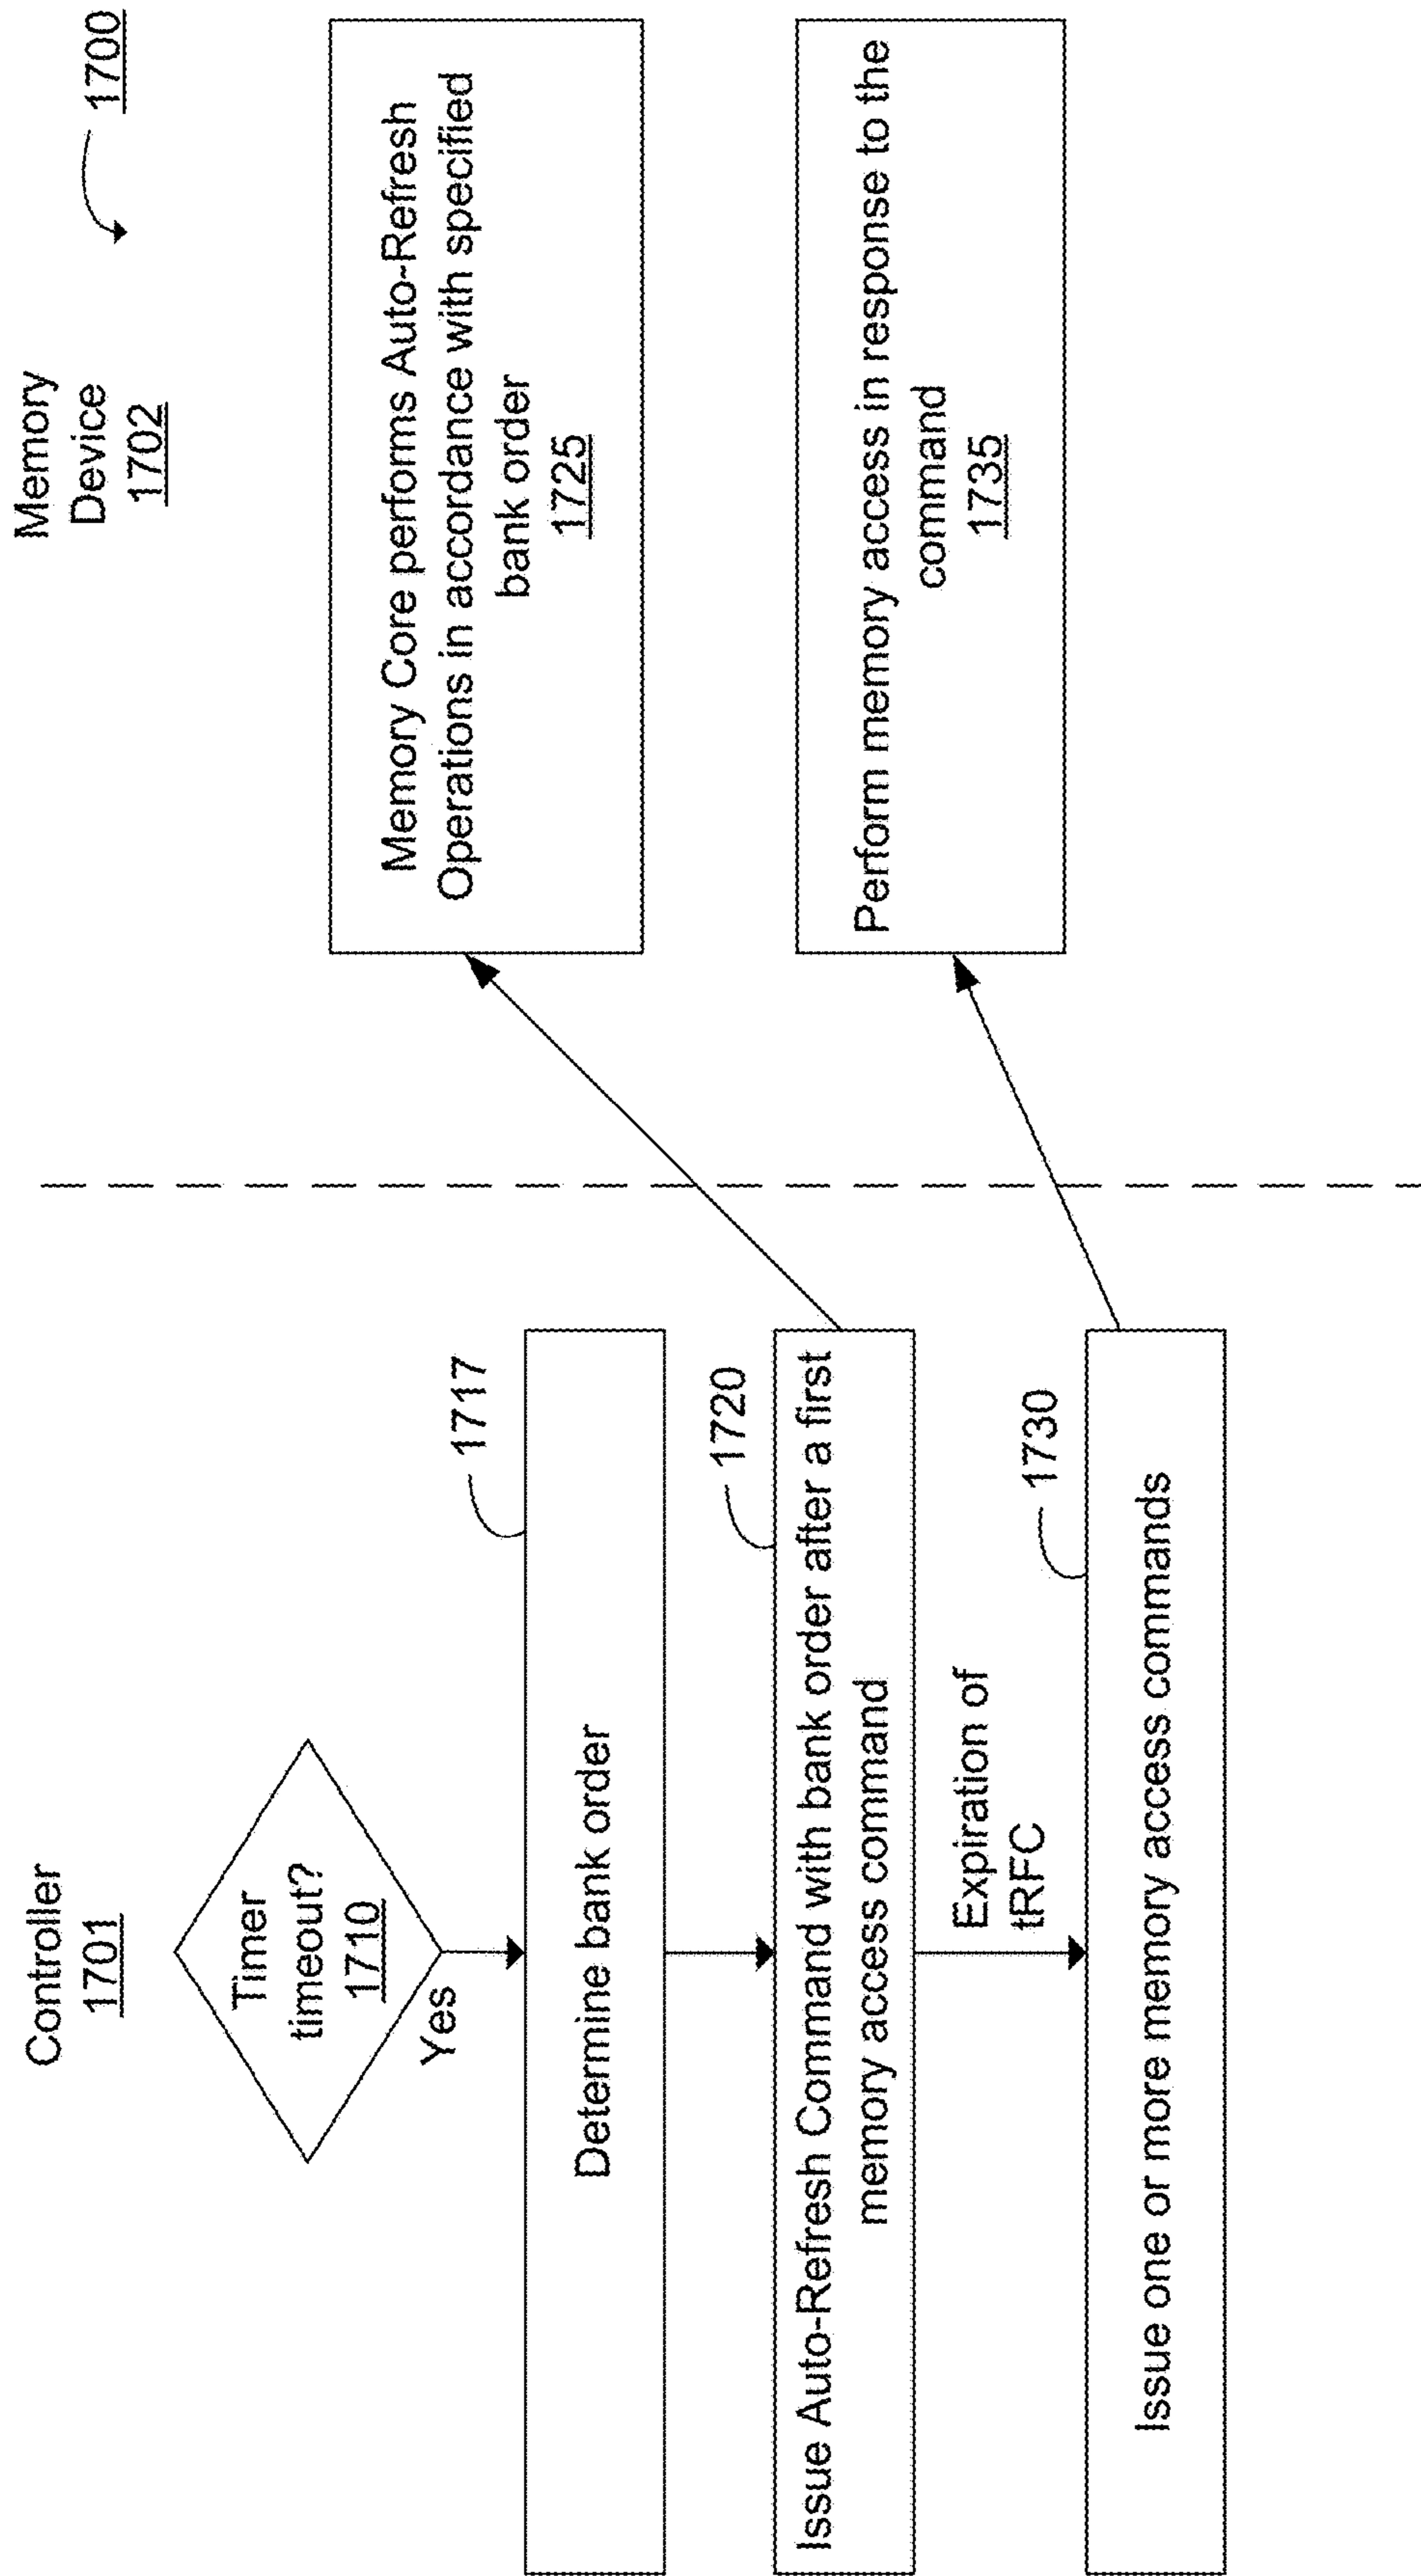 Controller
1701
Memory
Device
1702
1700
Timer
timeout?
1710
Yes
1717
Determine bank order
1720
Issue Auto-Refresh Command with bank order after a first
memory access command
Memory Core performs Auto-Refresh
Operations in accordance with specified
bank order
1725
Expiration of
tRFC
1730
Issue one or more memory access commands
Perform memory access in response to the
command
1735